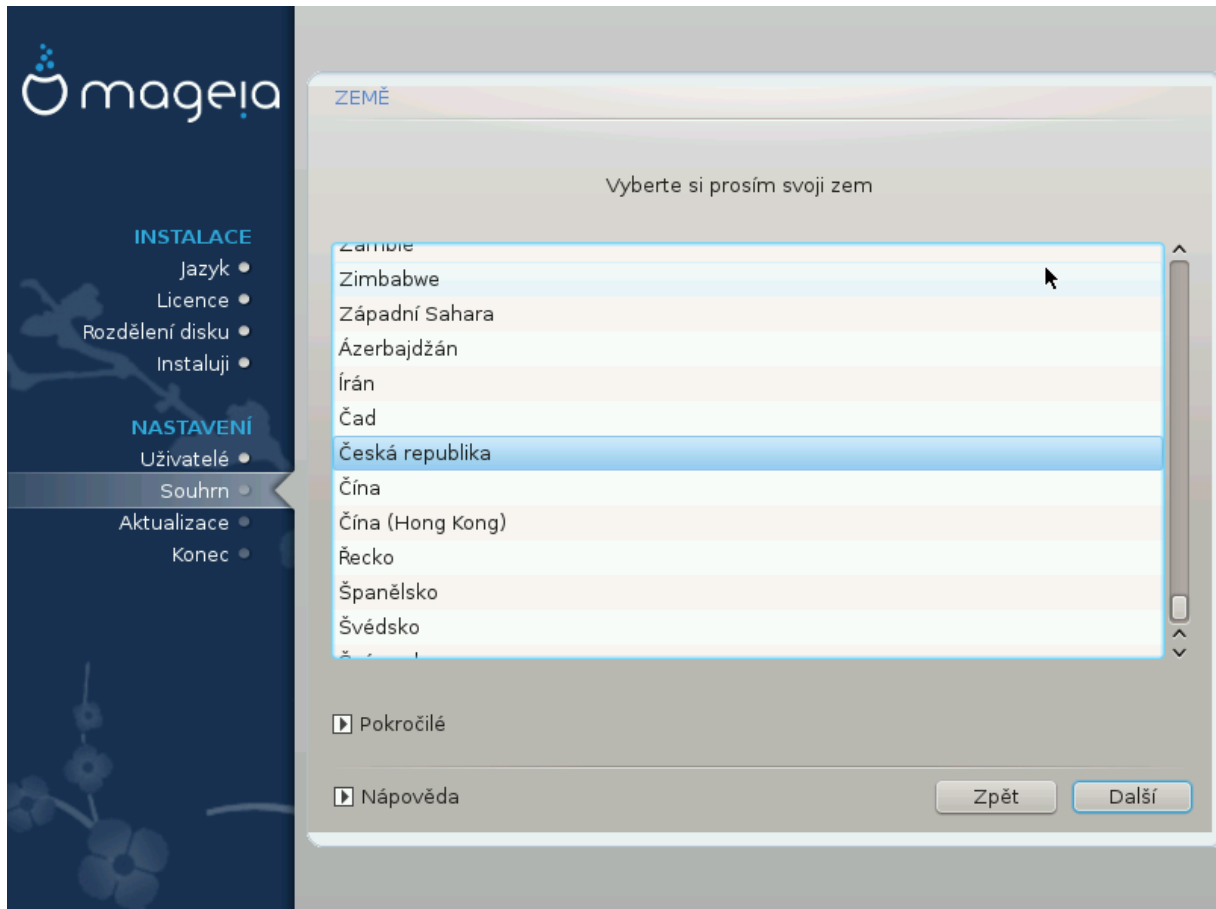 mageia
INSTALACE
Jazyk
Licence
Rozdělení disku
Instaluji
NASTAVENÍ
Uživatelé
Souhrn
Aktualizace
Konec
ZEMĚ
Vyberte si prosím svoji zem
Zambie
Zimbabwe
Západní Sahara
Ázerbajdžán
Írán
Čad
Česká republika
Čína
Čína (Hong Kong)
Řecko
Španělsko
Švédsko
Pokročilé
Nápověda
Zpět
Další